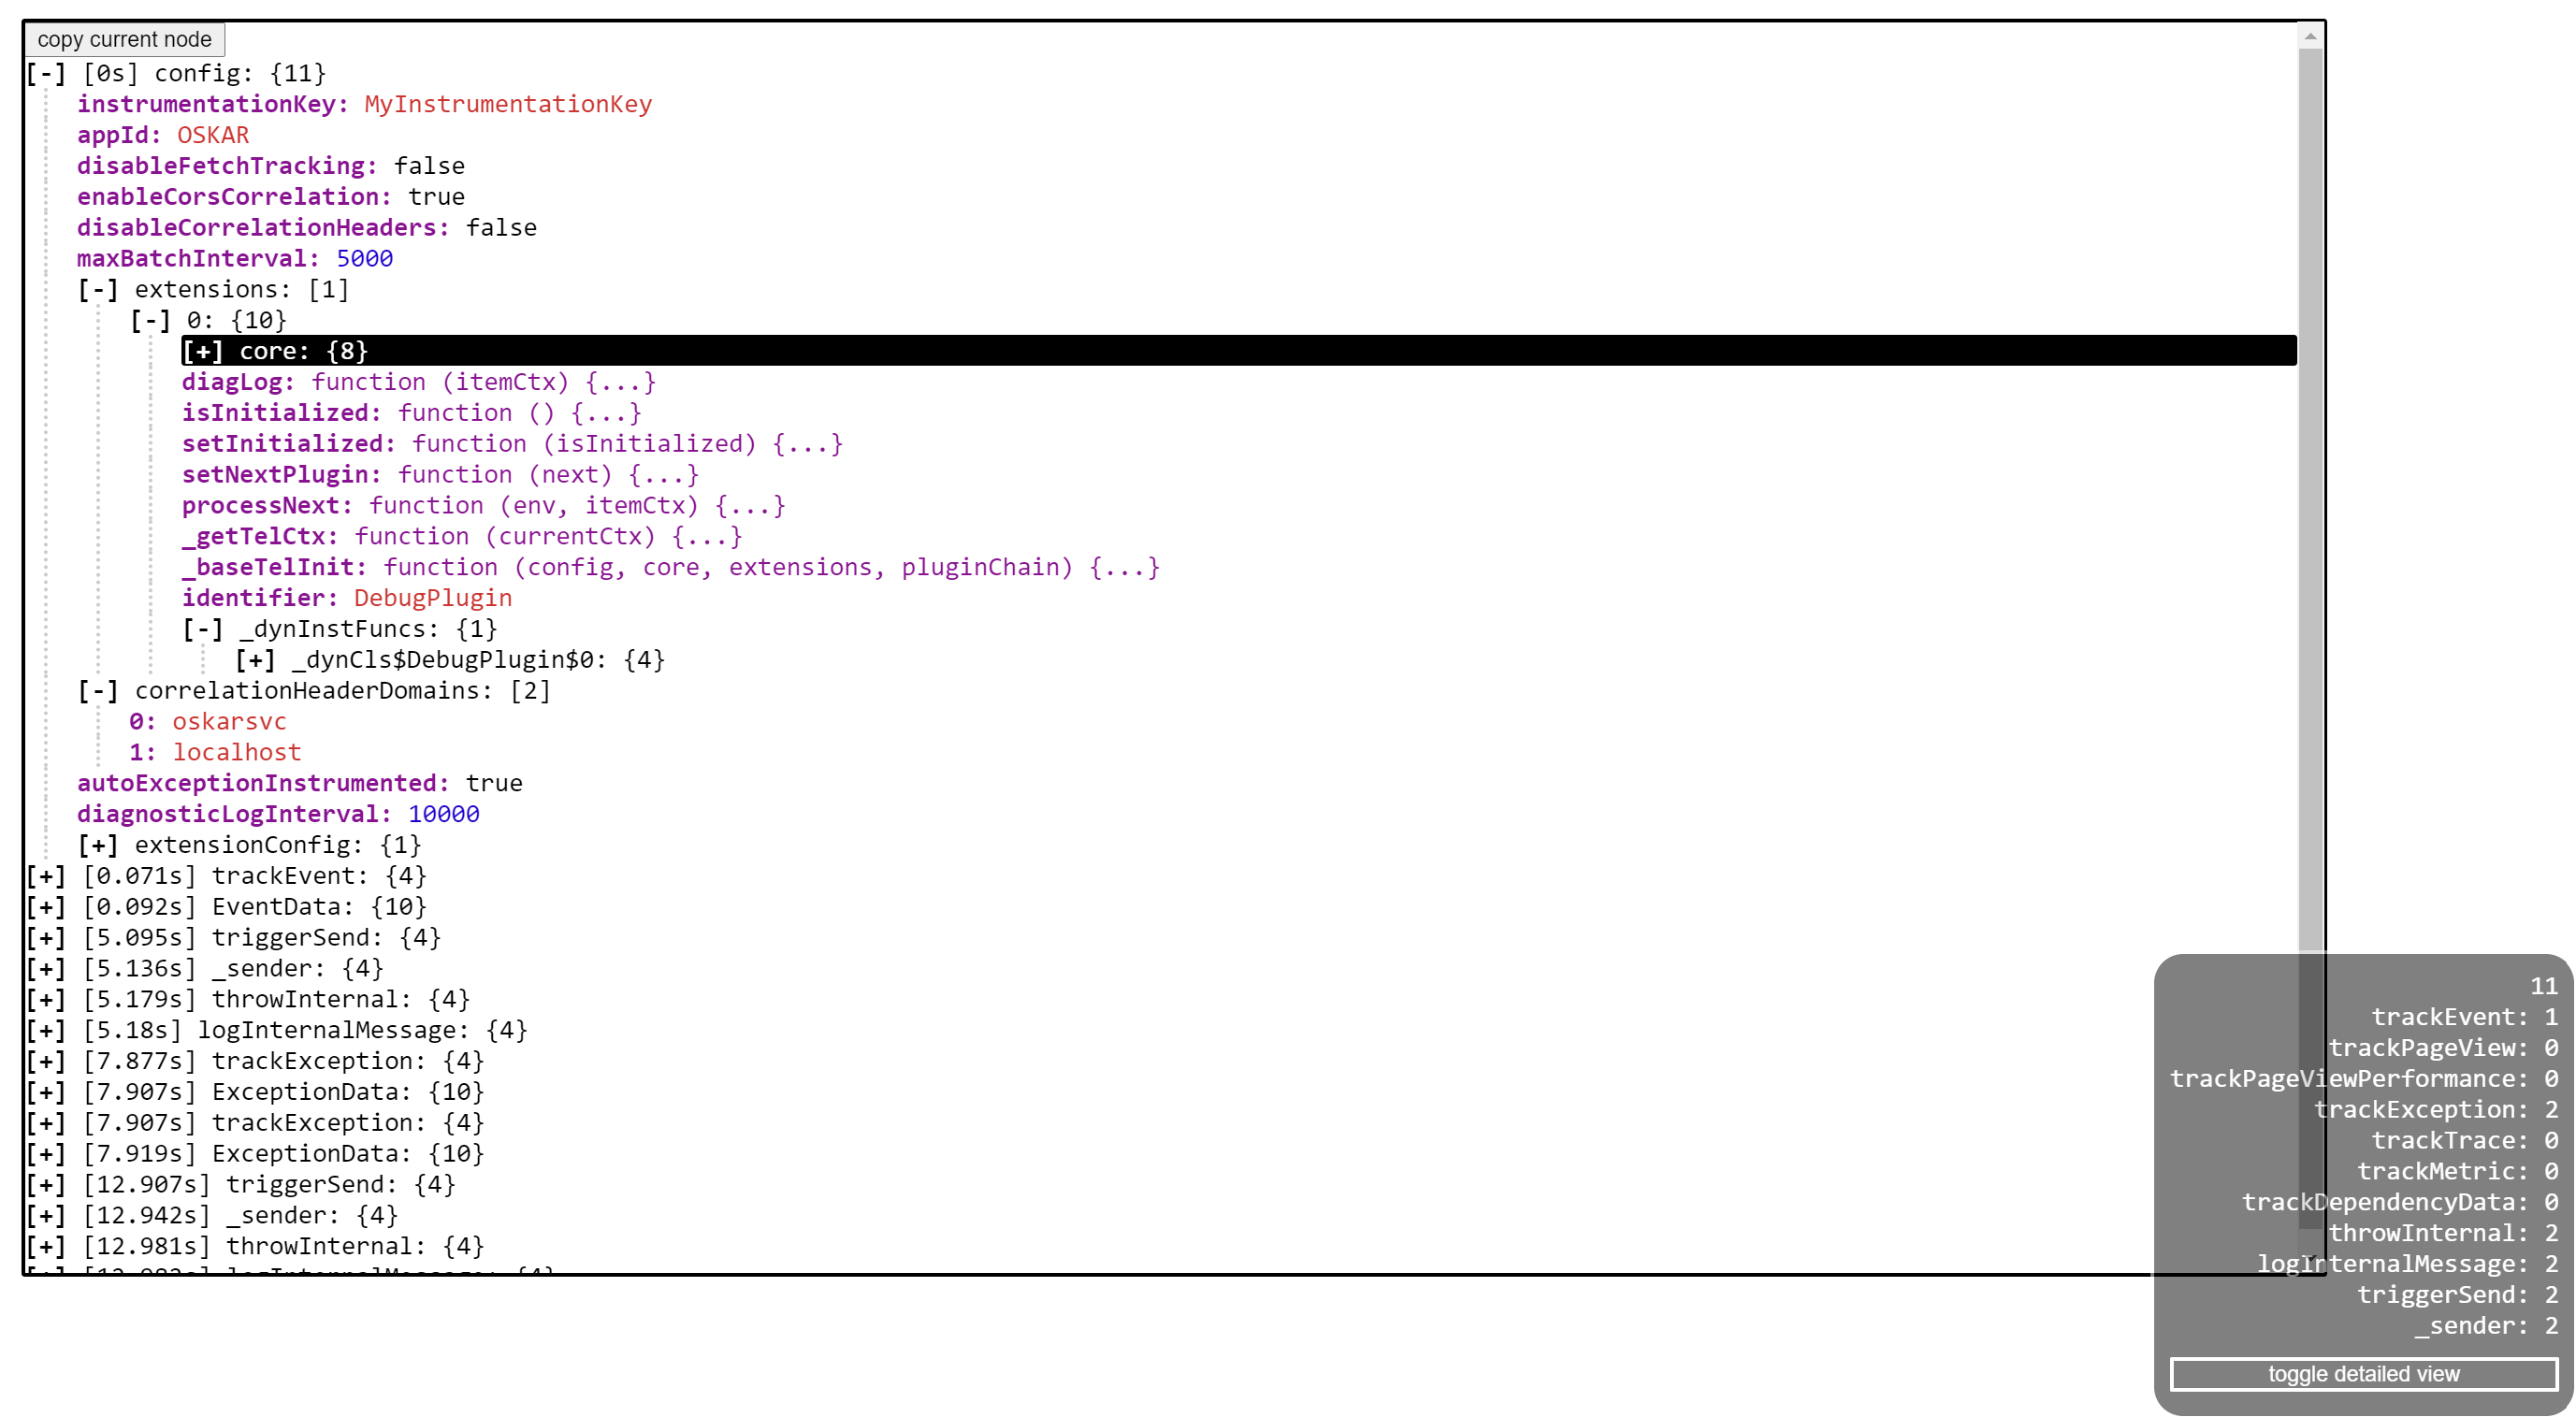 copy current node
[-] [0s] config: {11}
instrumentationKey: MyInstrumentationKey
appId: OSKAR
disableFetchTracking: false
enableCorsCorrelation: true
disableCorrelationHeaders: false
maxBatchInterval: 5000
[-] extensions: [1]
[-] 0: {10}
[+] core: {8}
diagLog: function (itemCtx) {...}
isInitialized: function () {...}
setInitialized: function (isInitialized) {...}
setNextPlugin: function (next) {...}
processNext: function (env, itemCtx) {...}
_getTelCtx: function (currentCtx) {...}
_baseTelInit: function (config, core, extensions, pluginChain) {...}
identifier: DebugPlugin
[-] _dynInstFuncs: {1}
[+] _dynCls$DebugPlugin$0: {4}
[-] correlationHeaderDomains: [2]
0: oskarsvc
1: localhost
autoExceptionInstrumented: true
diagnosticLogInterval: 10000
[+] extensionConfig: {1}
[+] [0.071s] trackEvent: {4}
[+] [0.092s] EventData: {10}
[+] [5.095s] triggerSend: {4}
[+] [5.136s] _sender: {4}
[+] [5.179s] throwInternal: {4}
[+] [5.18s] logInternalMessage: {4}
[+] [7.877s] trackException: {4}
[+] [7.907s] ExceptionData: {10}
[+] [7.907s] trackException: {4}
[+] [7.919s] ExceptionData: {10}
[+] [12.907s] triggerSend: {4}
[+] [12.942s] _sender: {4}
[+] [12.981s] throwInternal: {4}
11
trackEvent: 1
trackPageView: 0
trackPageViewPerformance: 0
trackException: 2
trackTrace: 0
trackMetric: 0
trackDependencyData: 0
throwInternal: 2
logInternalMessage: 2
triggerSend: 2
_sender: 2
toggle detailed view